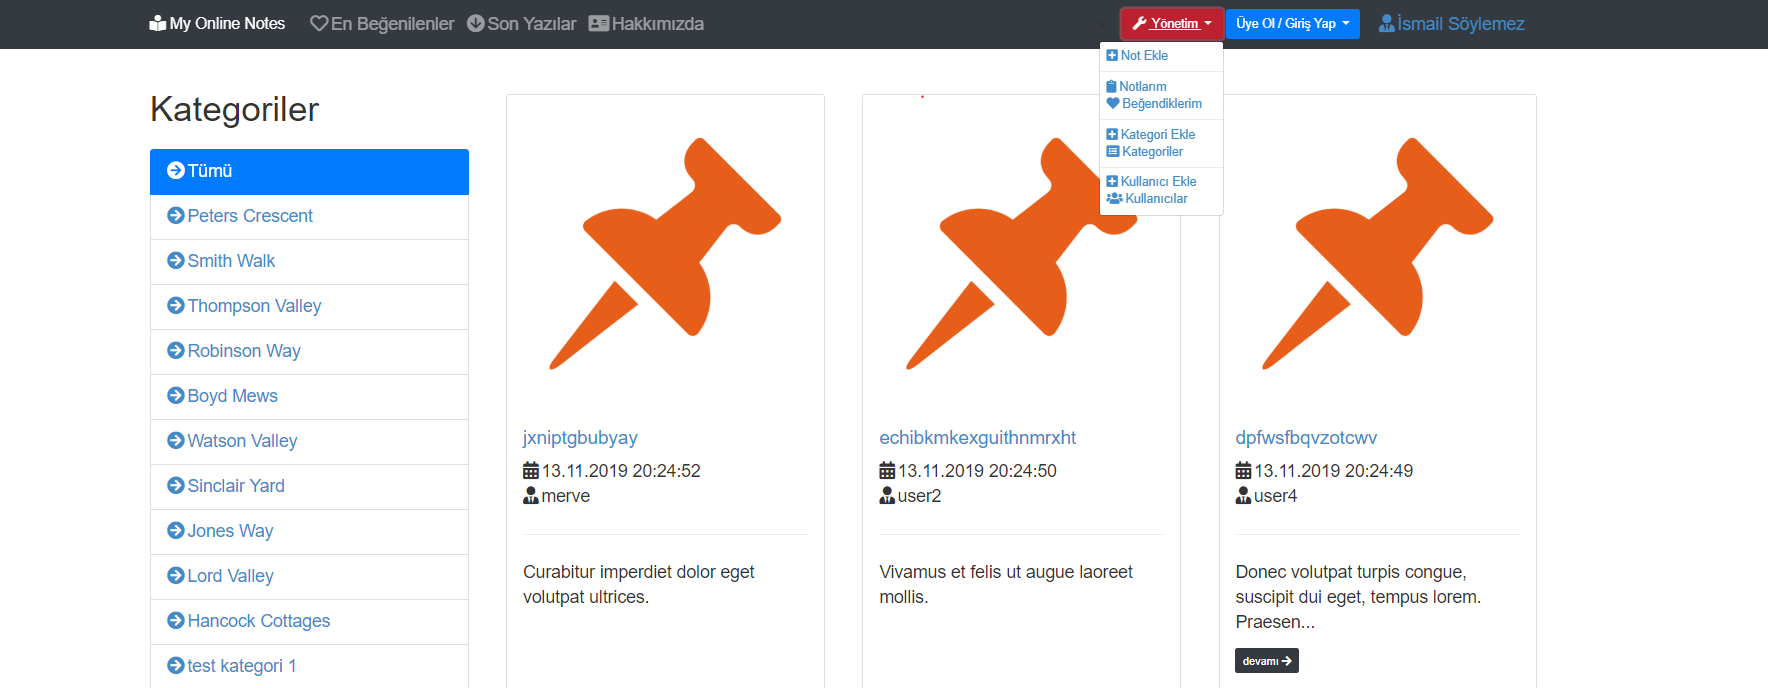 My Online Notes En Beğenilenler Son Yazılar Hakkımızda Yönetim Üye Ol / Giriş Yap İsmail Söylemez
Not Ekle
Notlarım
Beğendiklerim
Kategori Ekle
Kategoriler
Kullanıcı Ekle
Kullanıcılar
Kategoriler
Tümü
Peters Crescent
Smith Walk
Thompson Valley
Robinson Way
Boyd Mews
Watson Valley
Sinclair Yard
Jones Way
Lord Valley
Hancock Cottages
test kategori 1
jxniptgbubyay
13.11.2019 20:24:52
merve
Curabitur imperdiet dolor eget
volutpat ultrices.
echibkmkexguithnmrxht
13.11.2019 20:24:50
user2
Vivamus et felis ut augue laoreet
mollis.
dpfwsfbqvzotcwv
13.11.2019 20:24:49
user4
Donec volutpat turpis congue,
suscipit dui eget, tempus lorem.
Praesen...
devamı